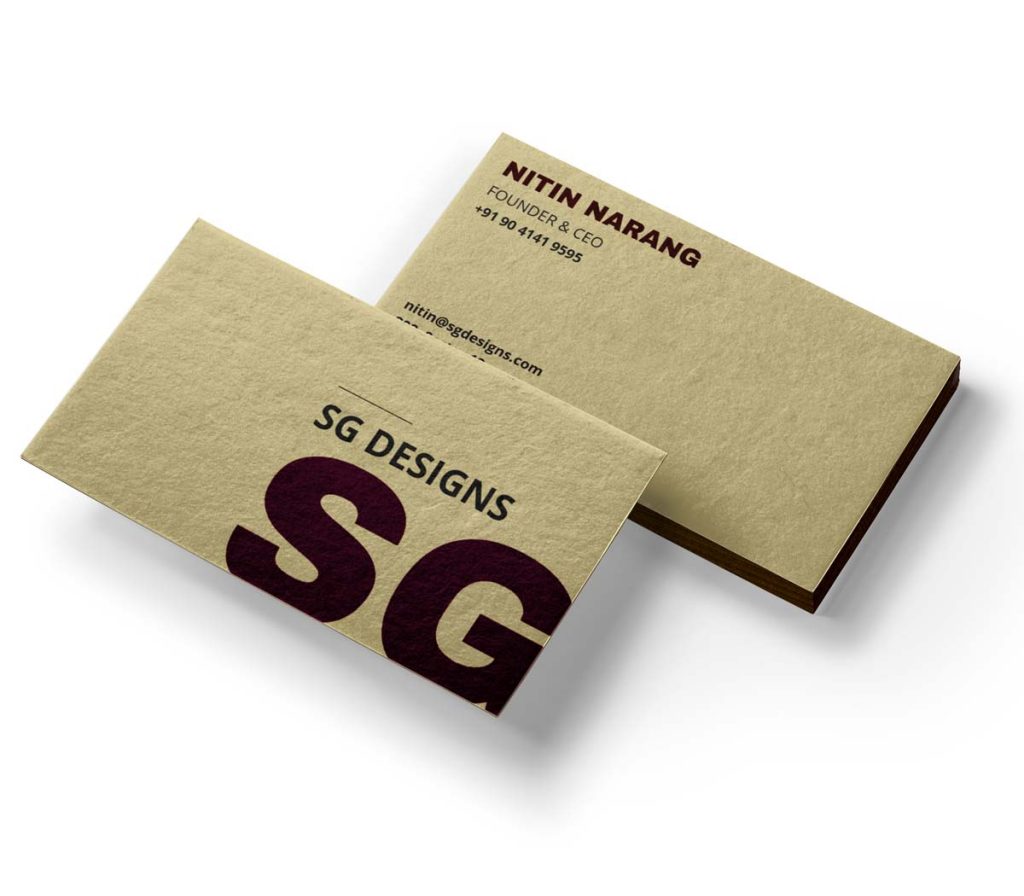 NITIN NARANG
FOUNDER & CEO
+91 90 4141 9595
nitin@sgdesigns.com
SG DESIGNS
SG